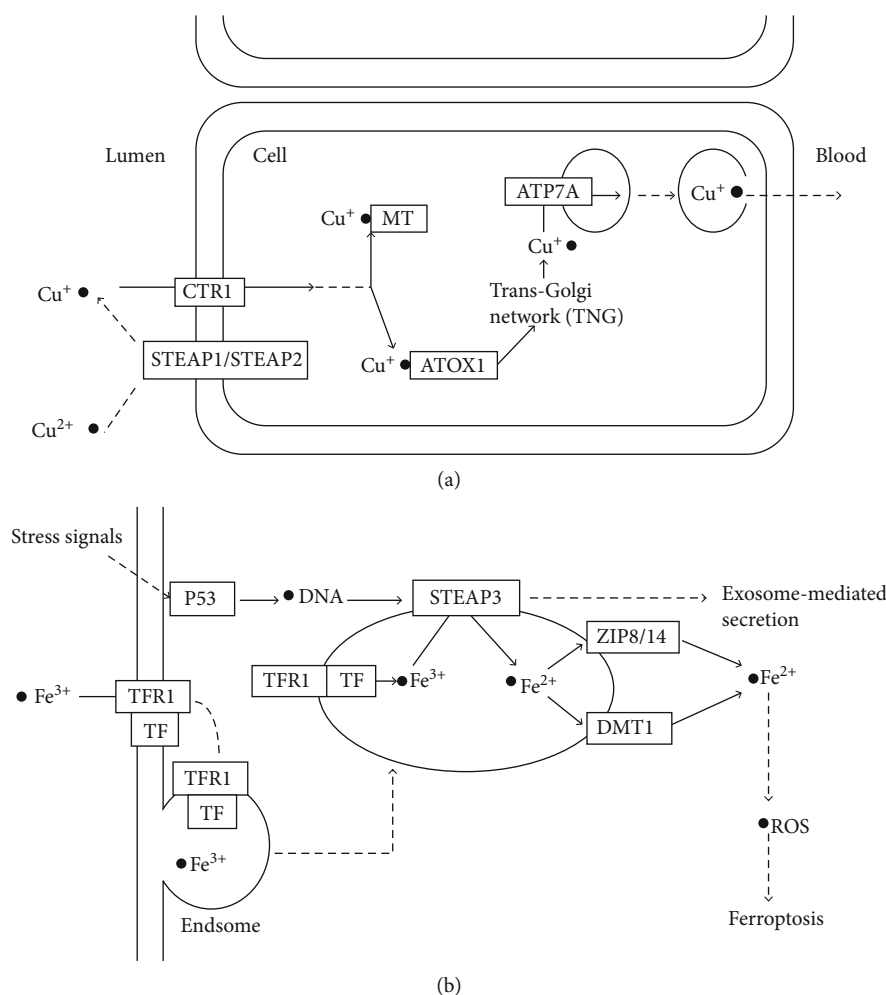 Lumen
Cell
Blood
ATP7A
Cu⁺
Cu⁺ MT
Cu⁺
Cu⁺
CTR1
Trans-Golgi
network (TNG)
STEAP1/STEAP2
Cu⁺ ATOX1
Cu²⁺
(a)
Stress signals
P53
DNA
STEAP3
Exosome-mediated
secretion
ZIP8/14
TFR1 TF Fe³⁺
Fe²⁺
Fe²⁺
Fe³⁺ TFR1
TF
DMT1
TFR1
TF
Fe³⁺
ROS
Endsome
Ferroptosis
(b)